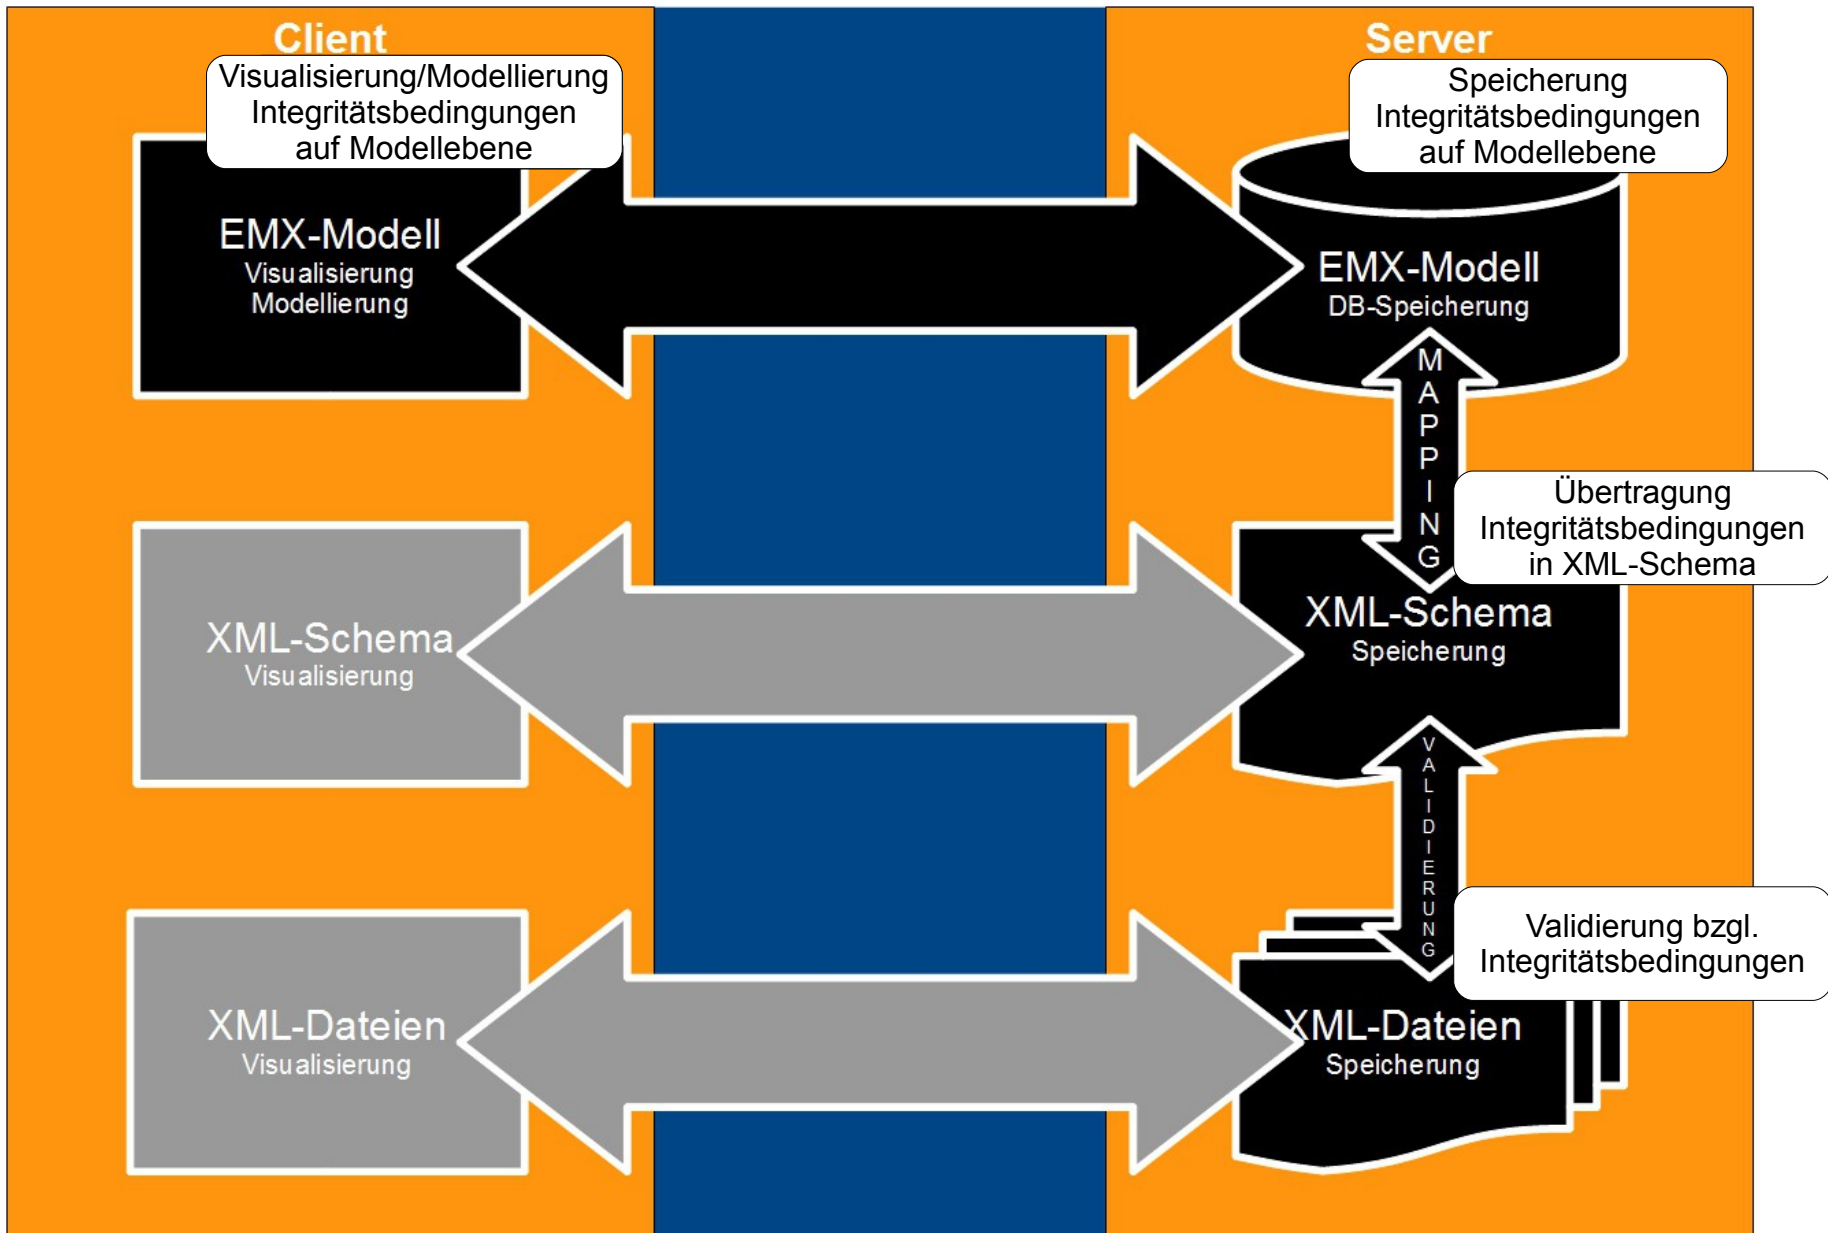 Client
Visualisierung/Modellierung
Integritätsbedingungen
auf Modellebene
EMX-Modell
Visualisierung
Modellierung
XML-Schema
Visualisierung
XML-Dateien
Visualisierung
Server
Speicherung
Integritätsbedingungen
auf Modellebene
EMX-Modell
DB-Speicherung
MAPPING
Übertragung
Integritätsbedingungen
in XML-Schema
XML-Schema
Speicherung
VALIDIERUNG
Validierung bzgl.
Integritätsbedingungen
XML-Dateien
Speicherung